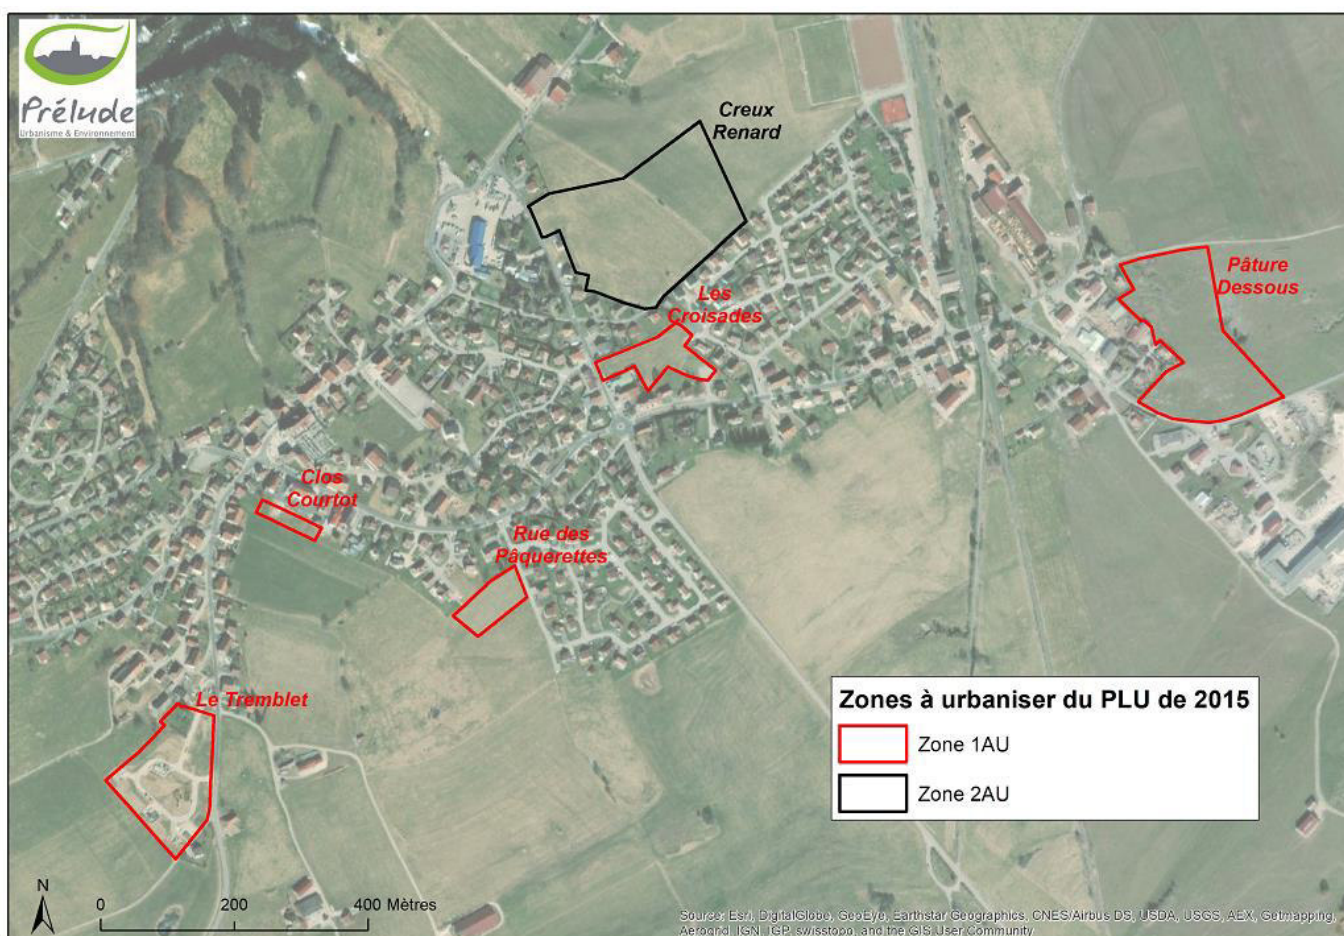 Prélude
Urbanisme & Environnement
Creux
Renard
Les
Croisades
Pâture
Dessous
Clos
Courtot
Rue des
Pâquerettes
Le Tremblet
Zones à urbaniser du PLU de 2015
Zone 1AU
Zone 2AU
N
0 200 400 Mètres
Source: Esri, DigitalGlobe, GeoEye, Earthstar Geographics, CNES/Airbus DS, USDA, USGS, AEX, Getmapping,
Aerogrid, IGN, IGP, swisstopo, and the GIS User Community